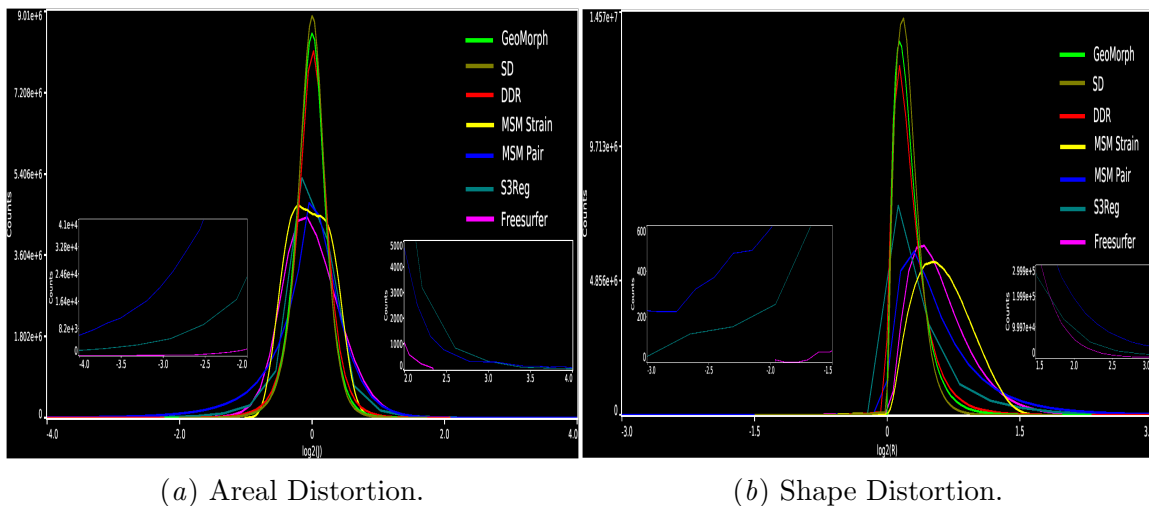 9.01e+6
7.208e+6
5.406e+6
3.604e+6
1.802e+6
0
Counts
-4.0
-2.0
0
2.0
4.0
log2(J)
GeoMorph
SD
DDR
MSM Strain
MSM Pair
S3Reg
Freesurfer
4.1e+4
3.28e+4
2.46e+4
1.64e+4
8.2e+3
0
Counts
-4.0
-3.5
-3.0
-2.5
-2.0
5000
4000
3000
2000
1000
0
Counts
2.0
2.5
3.0
3.5
4.0
(a) Areal Distortion.
1.457e+7
9.713e+6
4.856e+6
0
Counts
-3.0
-1.5
0
1.5
3.
log2(R)
GeoMorph
SD
DDR
MSM Strain
MSM Pair
S3Reg
Freesurfer
600
400
200
0
Counts
-3.0
-2.5
-2.0
-1.5
2.999e+4
1.999e+4
9.997e+4
0
Counts
1.5
2.0
2.5
3.0
(b) Shape Distortion.